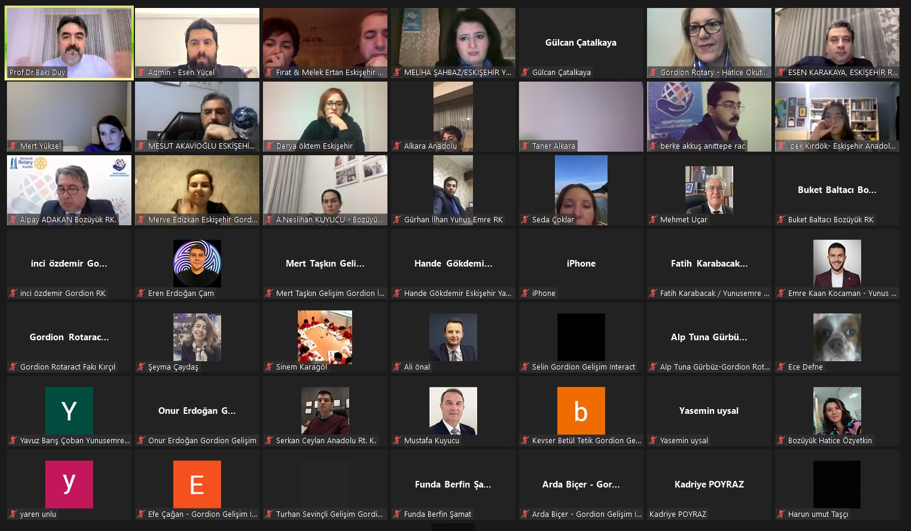 Prof.Dr.Baki Duy
Admin - Esen Yücel
Fırat & Melek Ertan Eskişehir ...
MELİHA ŞAHBAZ/ESKİŞEHİR Y...
Gülcan Çatalkaya
Gülcan Çatalkaya
Gordion Rotary - Hatice Okut...
ESEN KARAKAYA, ESKİŞEHİR R...
Mert Yüksel
MESUT AKAVİOĞLU ESKİŞEHİ...
Derya öktem Eskişehir
Alkara Anadolu
Taner Alkara
berke akkuş anıttepe rac
ipek Kırdök- Eskişehir Anadol...
Rotary
Alpay ADAKAN Bozüyük RK.
Merve Edizkan Eskişehir Gord...
A.Neslihan KUYUCU - Bozüyü...
Gürhan İlhan Yunus Emre RK
Seda Çoklar
Mehmet Uçar
Buket Baltacı Bo...
Buket Baltacı Bozüyük RK
inci özdemir Go...
inci özdemir Gordion RK
Eren Erdoğan Çam
Mert Taşkın Geli...
Mert Taşkın Gelişim Gordion İ...
Hande Gökdemi...
Hande Gökdemir Eskişehir Ya...
iPhone
iPhone
Fatih Karabacak...
Fatih Karabacak / Yunusemre ...
Emre Kaan Kocaman - Yunus ...
Gordion Rotarac...
Gordion Rotaract Fakı Kırçıl
Şeyma Çaydaş
Sinem Karagöl
Ali önal
Selin Gordion Gelişim Interact
Alp Tuna Gürbü...
Alp Tuna Gürbüz-Gordion Rot...
Ece Defne
Y
Yavuz Barış Çoban Yunusemre...
Onur Erdoğan G...
Onur Erdoğan Gordion Gelişim
Serkan Ceylan Anadolu Rt. K.
Mustafa Kuyucu
b
Kevser Betül Tetik Gordion Ge...
Yasemin uysal
Yasemin uysal
Bozüyük Hatice Özyetkin
y
yaren unlu
E
Efe Çağan - Gordion Gelişim I...
Turhan Sevinçli Gelişim Gordi...
Funda Berfin Şa...
Funda Berfin Şamat
Arda Biçer - Gor...
Arda Biçer - Gordion Gelişim I...
Kadriye POYRAZ
Kadriye POYRAZ
Harun umut Taşçı